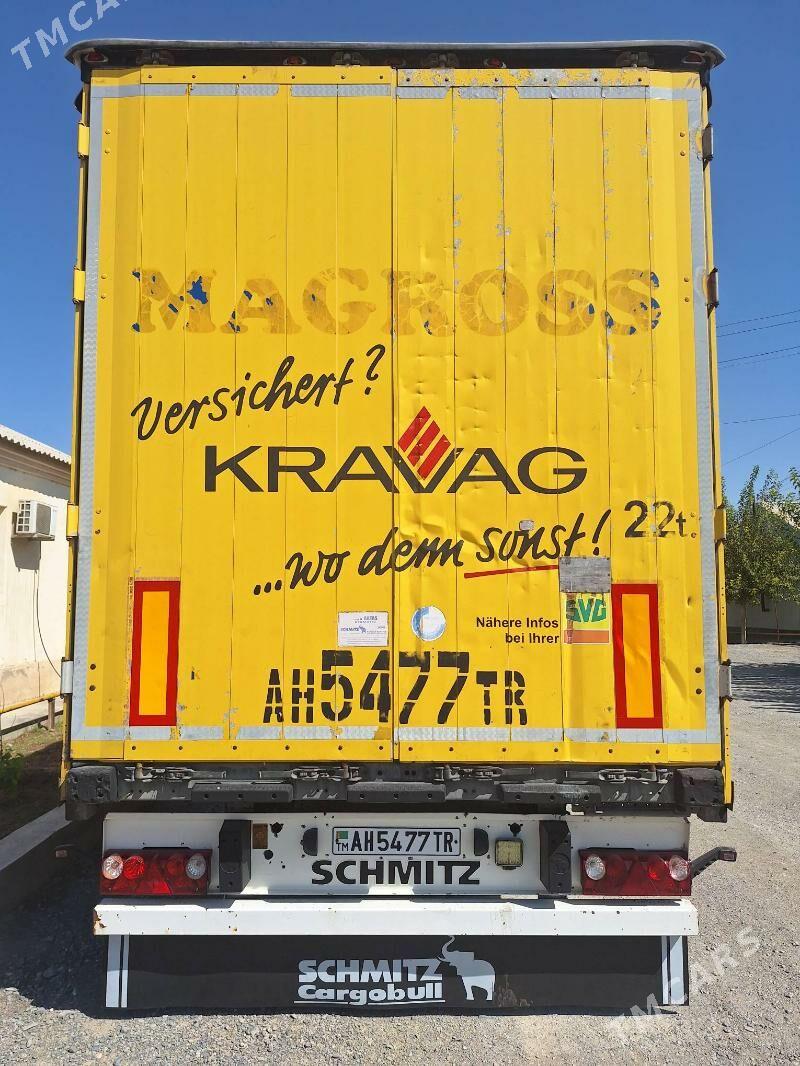 TMCARS
MAGROSS
versichert?
KRAVAG
...wo denn sonst!
22t.
SVG
Nähere Infos
bei Ihrer
SCHMITZ
AH5477TR
TM AH5477TR
SCHMITZ
SCHMITZ
Cargobull
TMCARS